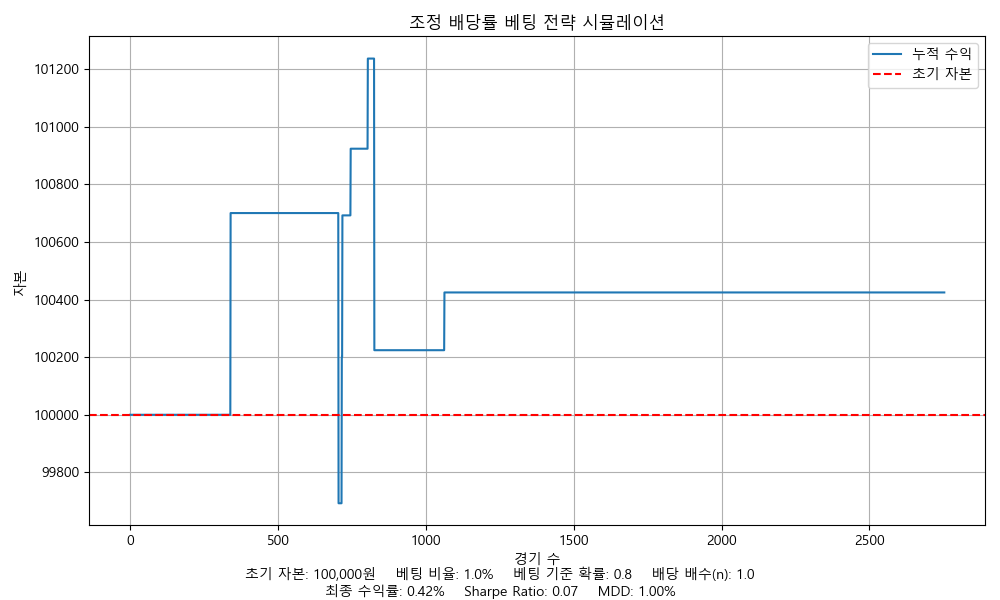 조정 배당률 베팅 전략 시뮬레이션
누적 수익
초기 자본
자본
101200
101000
100800
100600
100400
100200
100000
99800
0 500 1000 1500 2000 2500
경기 수
초기 자본: 100,000원 베팅 비율: 1.0% 베팅 기준 확률: 0.8 배당 배수(n): 1.0
최종 수익률: 0.42% Sharpe Ratio: 0.07 MDD: 1.00%